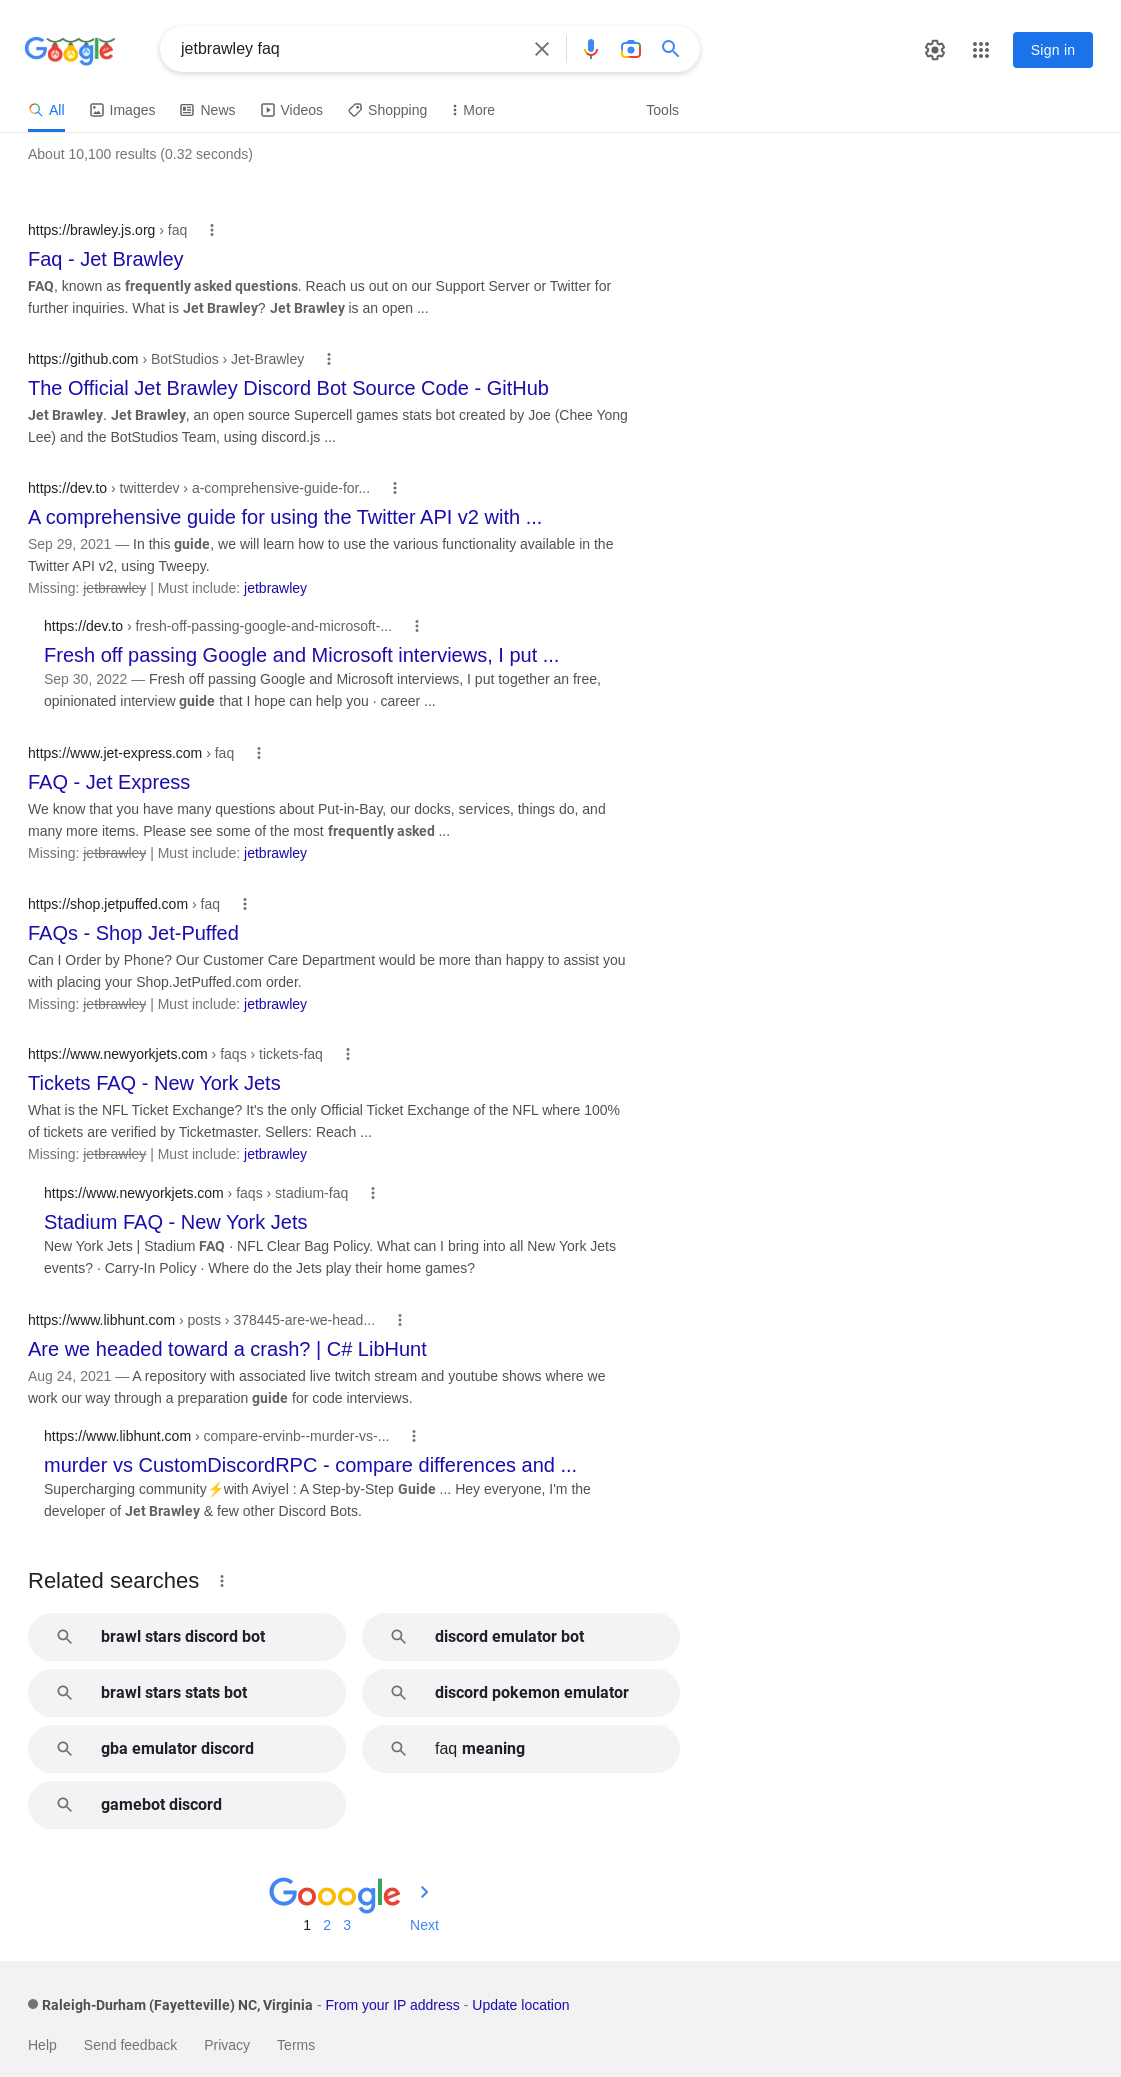 Google
jetbrawley faq
Sign in
All Images News Videos Shopping More Tools
About 10,100 results (0.32 seconds)
https://brawley.js.org › faq
Faq - Jet Brawley
FAQ, known as frequently asked questions. Reach us out on our Support Server or Twitter for
further inquiries. What is Jet Brawley? Jet Brawley is an open ...
https://github.com › BotStudios › Jet-Brawley
The Official Jet Brawley Discord Bot Source Code - GitHub
Jet Brawley. Jet Brawley, an open source Supercell games stats bot created by Joe (Chee Yong
Lee) and the BotStudios Team, using discord.js ...
https://dev.to › twitterdev › a-comprehensive-guide-for...
A comprehensive guide for using the Twitter API v2 with ...
Sep 29, 2021 — In this guide, we will learn how to use the various functionality available in the
Twitter API v2, using Tweepy.
Missing: jetbrawley | Must include: jetbrawley
https://dev.to › fresh-off-passing-google-and-microsoft-...
Fresh off passing Google and Microsoft interviews, I put ...
Sep 30, 2022 — Fresh off passing Google and Microsoft interviews, I put together an free,
opinionated interview guide that I hope can help you · career ...
https://www.jet-express.com › faq
FAQ - Jet Express
We know that you have many questions about Put-in-Bay, our docks, services, things do, and
many more items. Please see some of the most frequently asked ...
Missing: jetbrawley | Must include: jetbrawley
https://shop.jetpuffed.com › faq
FAQs - Shop Jet-Puffed
Can I Order by Phone? Our Customer Care Department would be more than happy to assist you
with placing your Shop.JetPuffed.com order.
Missing: jetbrawley | Must include: jetbrawley
https://www.newyorkjets.com › faqs › tickets-faq
Tickets FAQ - New York Jets
What is the NFL Ticket Exchange? It's the only Official Ticket Exchange of the NFL where 100%
of tickets are verified by Ticketmaster. Sellers: Reach ...
Missing: jetbrawley | Must include: jetbrawley
https://www.newyorkjets.com › faqs › stadium-faq
Stadium FAQ - New York Jets
New York Jets | Stadium FAQ · NFL Clear Bag Policy. What can I bring into all New York Jets
events? · Carry-In Policy · Where do the Jets play their home games?
https://www.libhunt.com › posts › 378445-are-we-head...
Are we headed toward a crash? | C# LibHunt
Aug 24, 2021 — A repository with associated live twitch stream and youtube shows where we
work our way through a preparation guide for code interviews.
https://www.libhunt.com › compare-ervinb--murder-vs-...
murder vs CustomDiscordRPC - compare differences and ...
Supercharging community⚡with Aviyel : A Step-by-Step Guide ... Hey everyone, I'm the
developer of Jet Brawley & few other Discord Bots.
Related searches
brawl stars discord bot
discord emulator bot
brawl stars stats bot
discord pokemon emulator
gba emulator discord
faq meaning
gamebot discord
Gooogle
1 2 3 Next
Raleigh-Durham (Fayetteville) NC, Virginia - From your IP address - Update location
Help Send feedback Privacy Terms